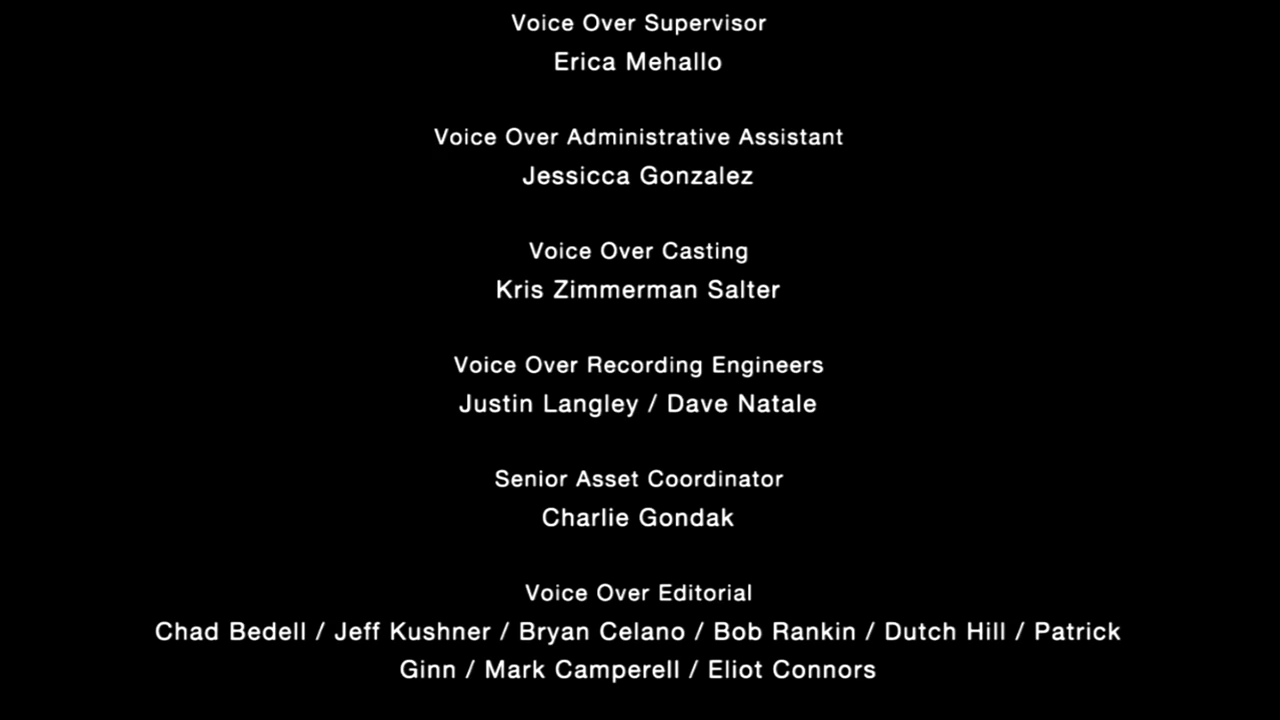 Voice Over Supervisor
Erica Mehallo
Voice Over Administrative Assistant
Jessicca Gonzalez
Voice Over Casting
Kris Zimmerman Salter
Voice Over Recording Engineers
Justin Langley / Dave Natale
Senior Asset Coordinator
Charlie Gondak
Voice Over Editorial
Chad Bedell / Jeff Kushner / Bryan Celano / Bob Rankin / Dutch Hill / Patrick
Ginn / Mark Camperell / Eliot Connors